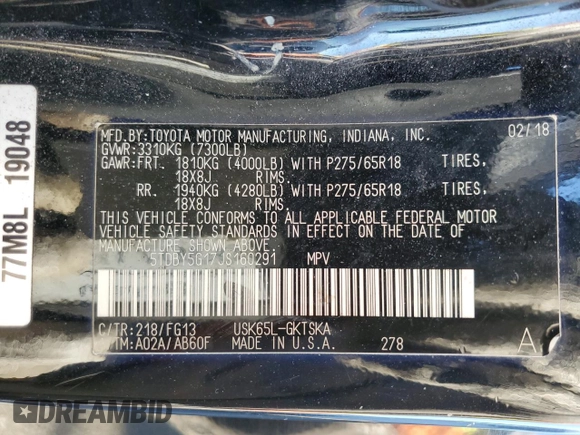 77M8L 19048
MFD.BY:TOYOTA MOTOR MANUFACTURING, INDIANA, INC. 02/18
GVWR:3310KG (7300LB)
GAWR:FRT. 1810KG (4000LB) WITH P275/65R18 TIRES,
18X8J RIMS.
RR. 1940KG (4280LB) WITH P275/65R18 TIRES,
18X8J RIMS.
THIS VEHICLE CONFORMS TO ALL APPLICABLE FEDERAL MOTOR
VEHICLE SAFETY STANDARDS IN EFFECT ON THE DATE OF
MANUFACTURE SHOWN ABOVE.
5TDBY5G17JS160291 MPV
C/TR:218/FG13 USK65L-GKTSKA
A/TM:A02A/AB60F MADE IN U.S.A. 278 A
DREAMBID